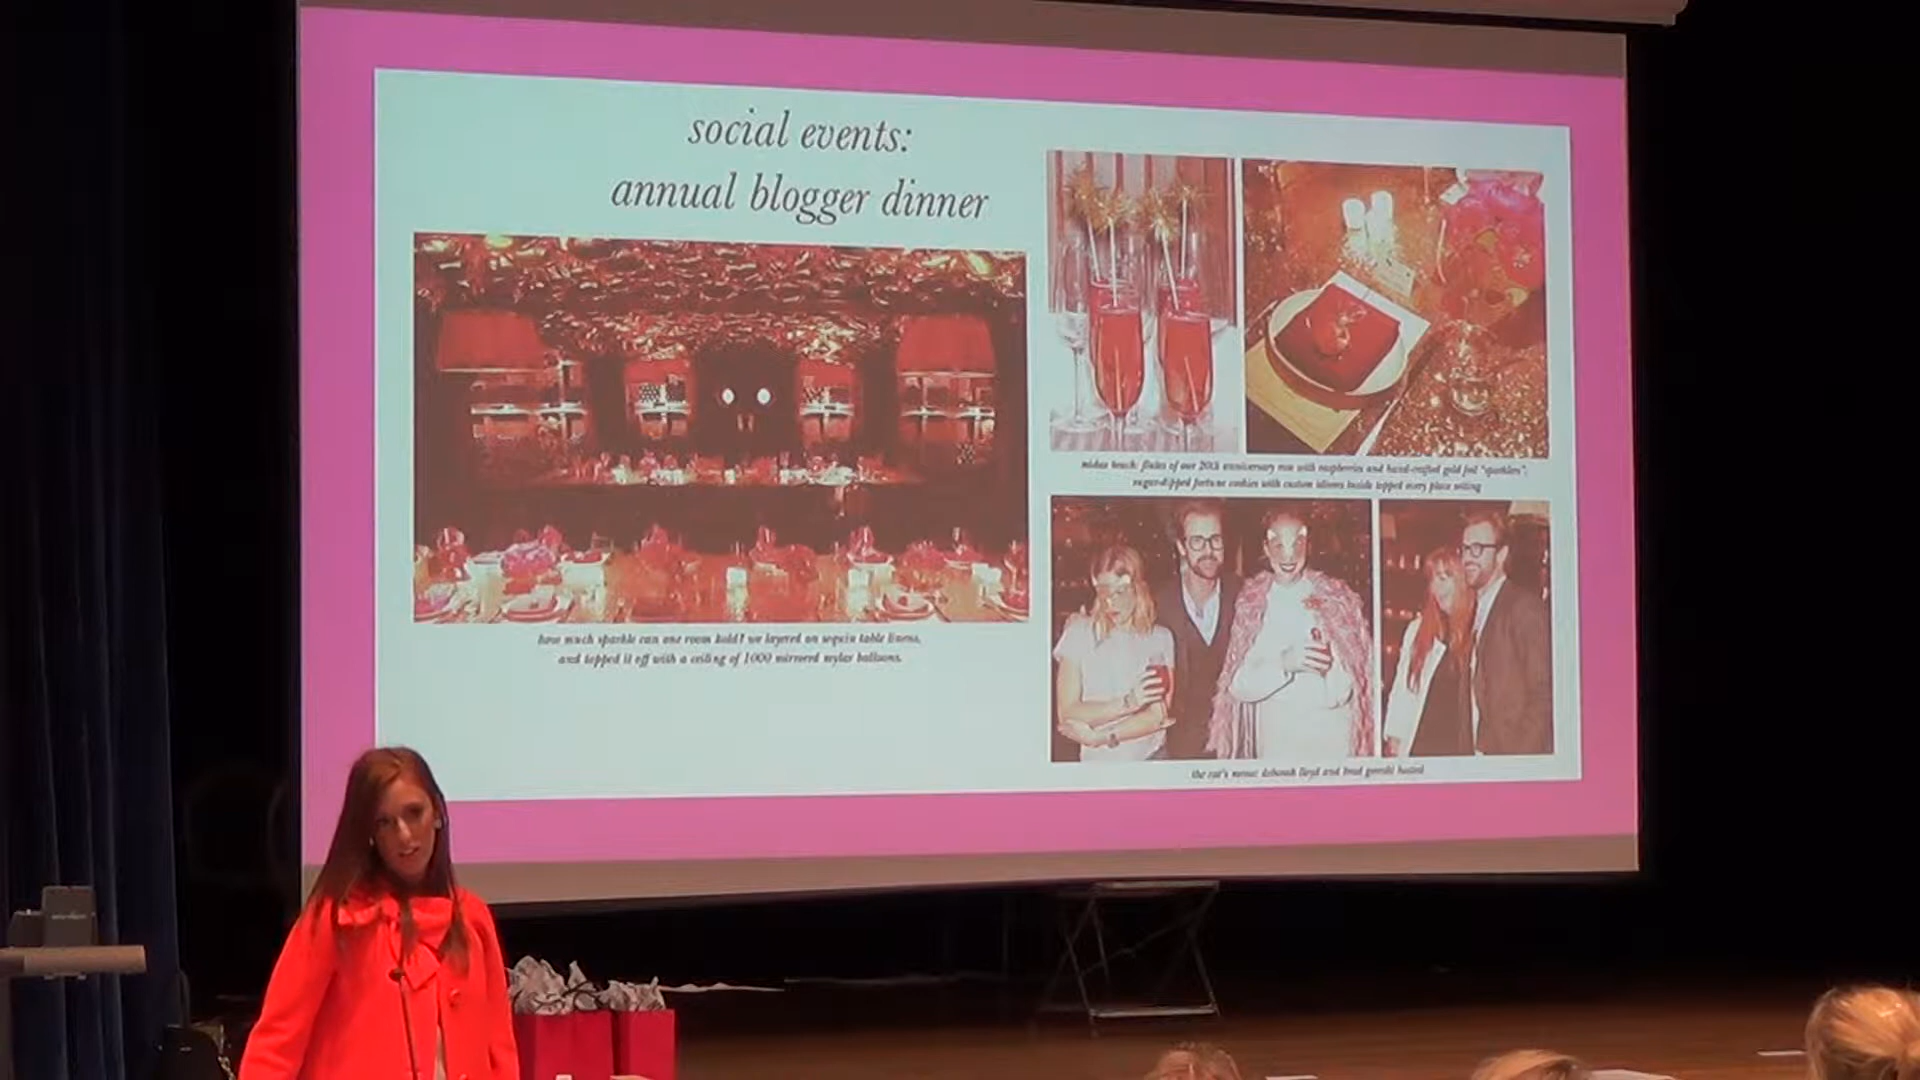 social events:
annual blogger dinner
how much sparkle can one room hold? we layered on sequin table linens,
and topped it off with a ceiling of 1000 mirrored mylar balloons.
midas touch: flutes of our 20th anniversary rose with raspberries and hand-crafted gold foil "sparklers";
sugar-dipped fortune cookies with custom idioms inside topped every place setting
the cat's meow: deborah lloyd and brad goreski hosted